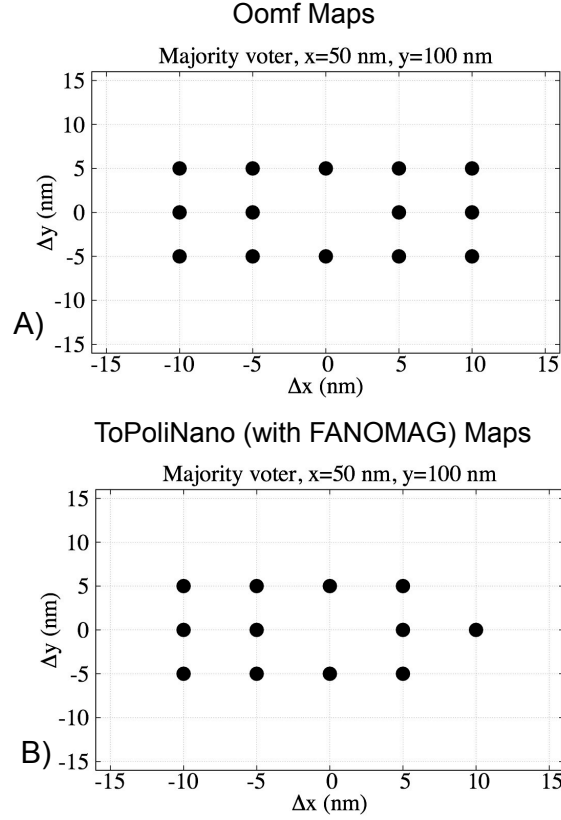 Oomf Maps
Majority voter, x=50 nm, y=100 nm
15
10
5
0
-5
-10
-15
Δy (nm)
A)
-15 -10 -5 0 5 10 15
Δx (nm)
ToPoliNano (with FANOMAG) Maps
Majority voter, x=50 nm, y=100 nm
15
10
5
0
-5
-10
-15
Δy (nm)
B)
-15 -10 -5 0 5 10 15
Δx (nm)